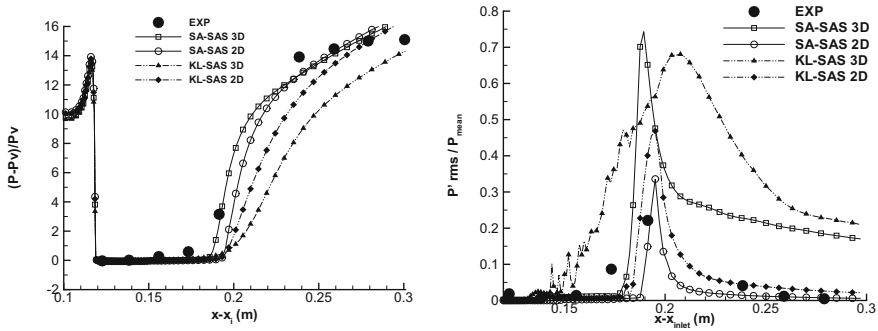 EXP
SA-SAS 3D
SA-SAS 2D
KL-SAS 3D
KL-SAS 2D
(P-Pv)/Pv
16
14
12
10
8
6
4
2
0
-2
0.1
0.15
0.2
0.25
0.3
x-xi (m)
EXP
SA-SAS 3D
SA-SAS 2D
KL-SAS 3D
KL-SAS 2D
P' rms / Pmean
0.8
0.7
0.6
0.5
0.4
0.3
0.2
0.1
0
0.15
0.2
0.25
0.3
x-xinlet (m)